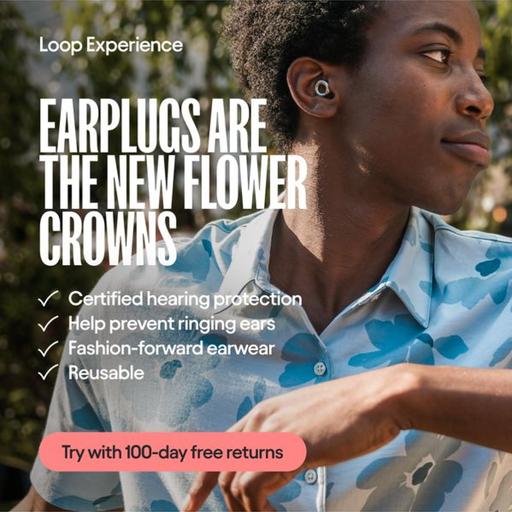 Loop Experience
EARPLUGS ARE
THE NEW FLOWER
CROWNS
Certified hearing protection
Help prevent ringing ears
Fashion-forward earwear
Reusable
Try with 100-day free returns